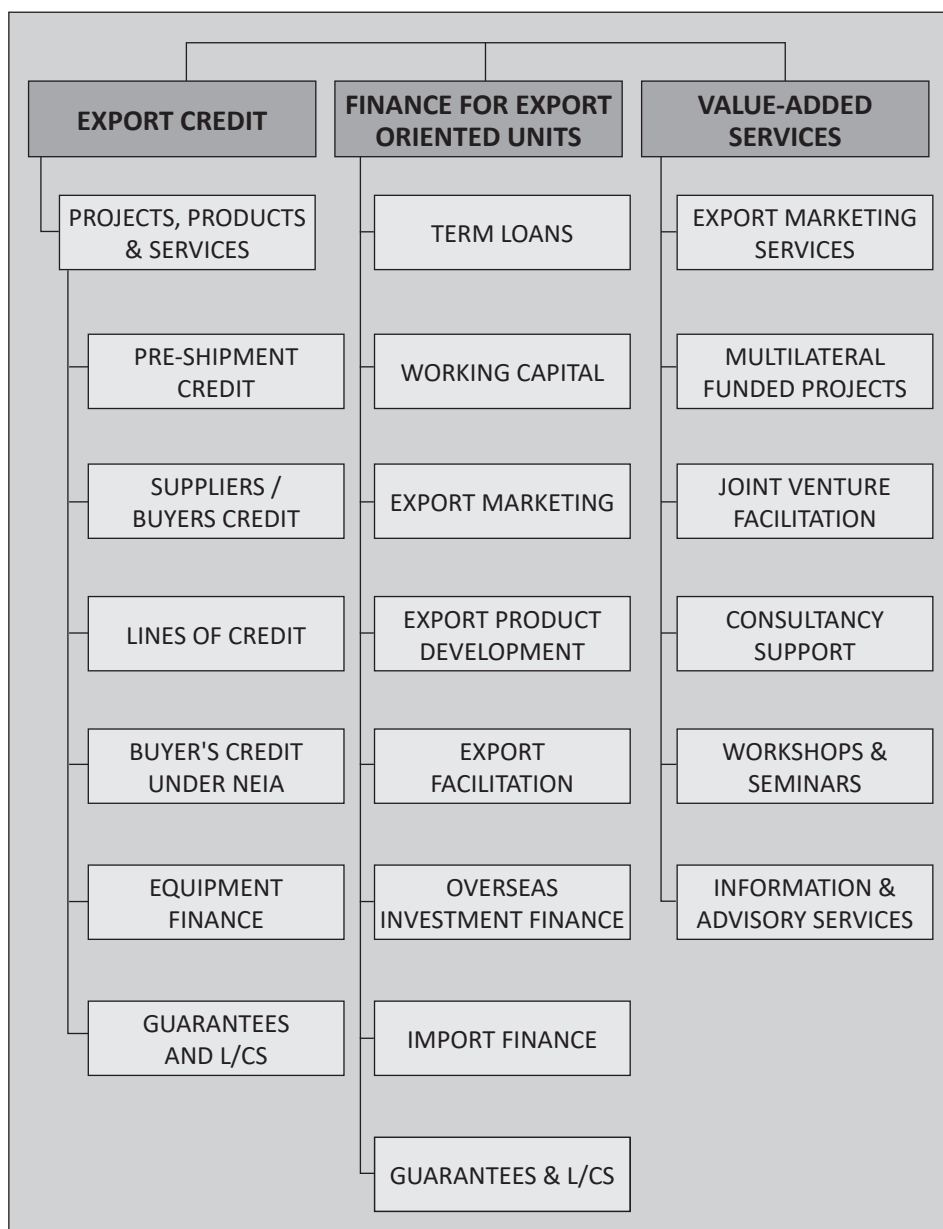 EXPORT CREDIT
PROJECTS, PRODUCTS
& SERVICES
PRE-SHIPMENT
CREDIT
SUPPLIERS /
BUYERS CREDIT
LINES OF CREDIT
BUYER'S CREDIT
UNDER NEIA
EQUIPMENT
FINANCE
GUARANTEES
AND L/CS
FINANCE FOR EXPORT
ORIENTED UNITS
TERM LOANS
WORKING CAPITAL
EXPORT MARKETING
EXPORT PRODUCT
DEVELOPMENT
EXPORT
FACILITATION
OVERSEAS
INVESTMENT FINANCE
IMPORT FINANCE
GUARANTEES & L/CS
VALUE-ADDED
SERVICES
EXPORT MARKETING
SERVICES
MULTILATERAL
FUNDED PROJECTS
JOINT VENTURE
FACILITATION
CONSULTANCY
SUPPORT
WORKSHOPS &
SEMINARS
INFORMATION &
ADVISORY SERVICES